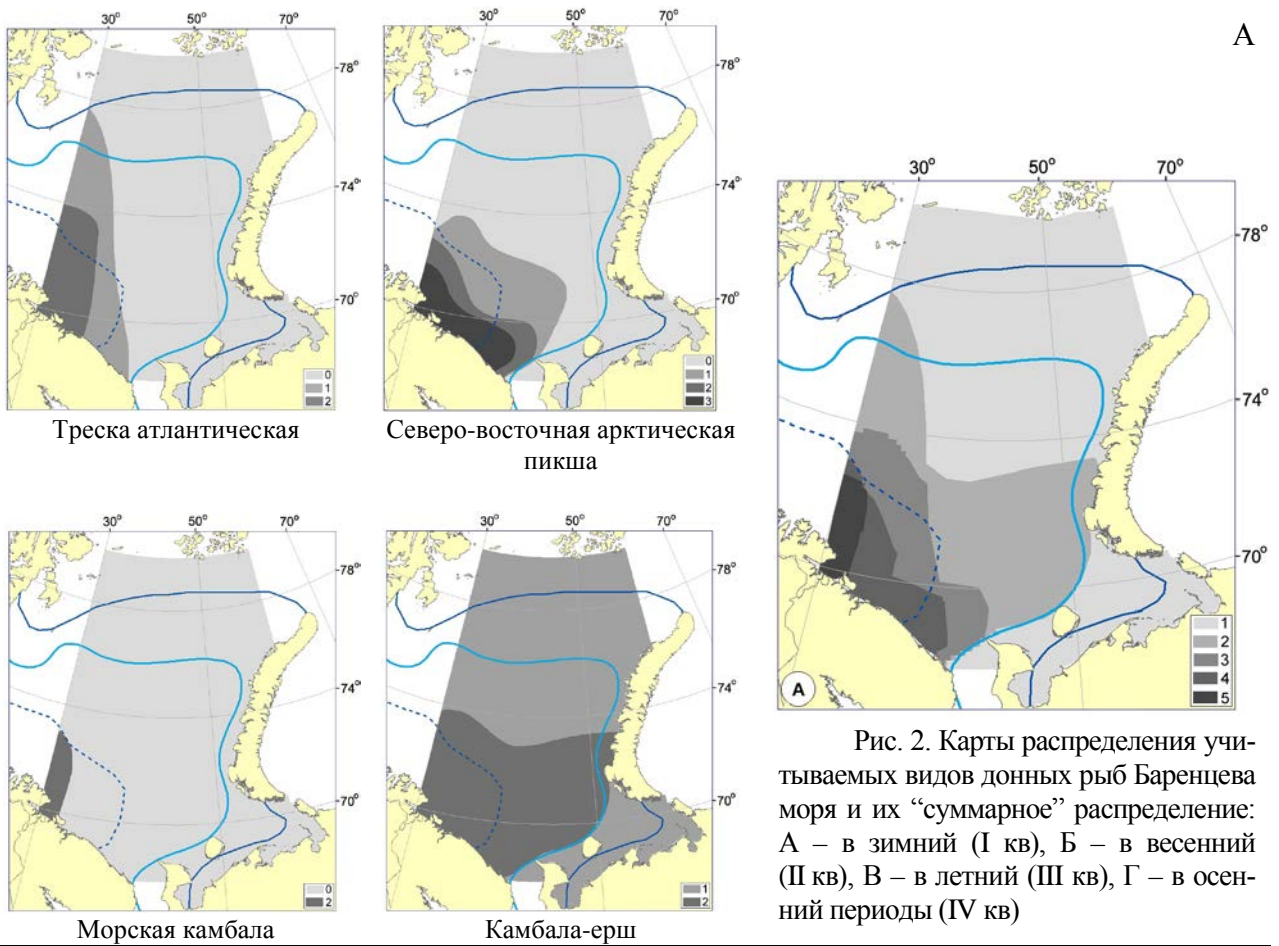 А
30° 50° 70°
78°
74°
70°
0
1
2
Треска атлантическая
30° 50° 70°
78°
74°
70°
0
1
2
3
Северо-восточная арктическая
пикша
30° 50° 70°
78°
74°
70°
0
2
Морская камбала
30° 50° 70°
78°
74°
70°
1
2
Камбала-ерш
30° 50° 70°
78°
74°
70°
1
2
3
4
5
А
Рис. 2. Карты распределения учи-
тываемых видов донных рыб Баренцева
моря и их “суммарное” распределение:
А – в зимний (I кв), Б – в весенний
(II кв), В – в летний (III кв), Г – в осен-
ний периоды (IV кв)